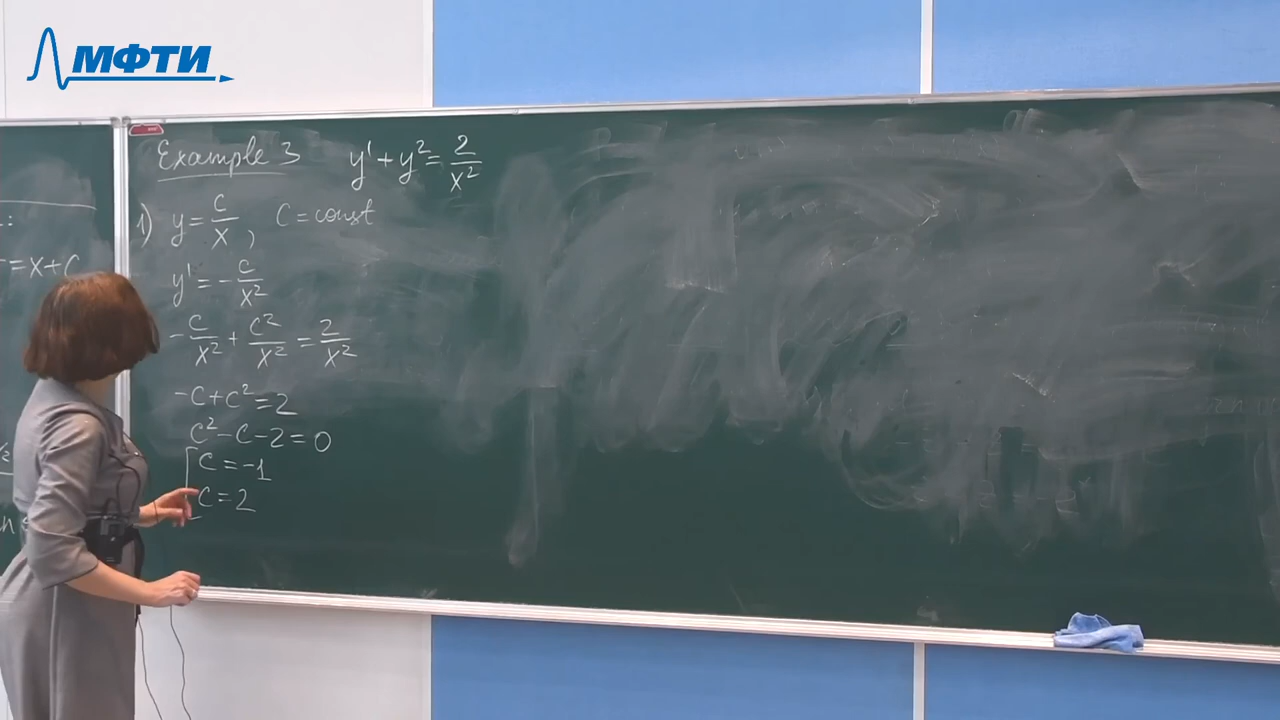 МФТИ
Example 3 y' + y² = 2/x²
1) y = c/x, C = const
y' = -c/x²
-c/x² + c²/x² = 2/x²
-c + c² = 2
c² - c - 2 = 0
[ c = -1
c = 2
= x + C